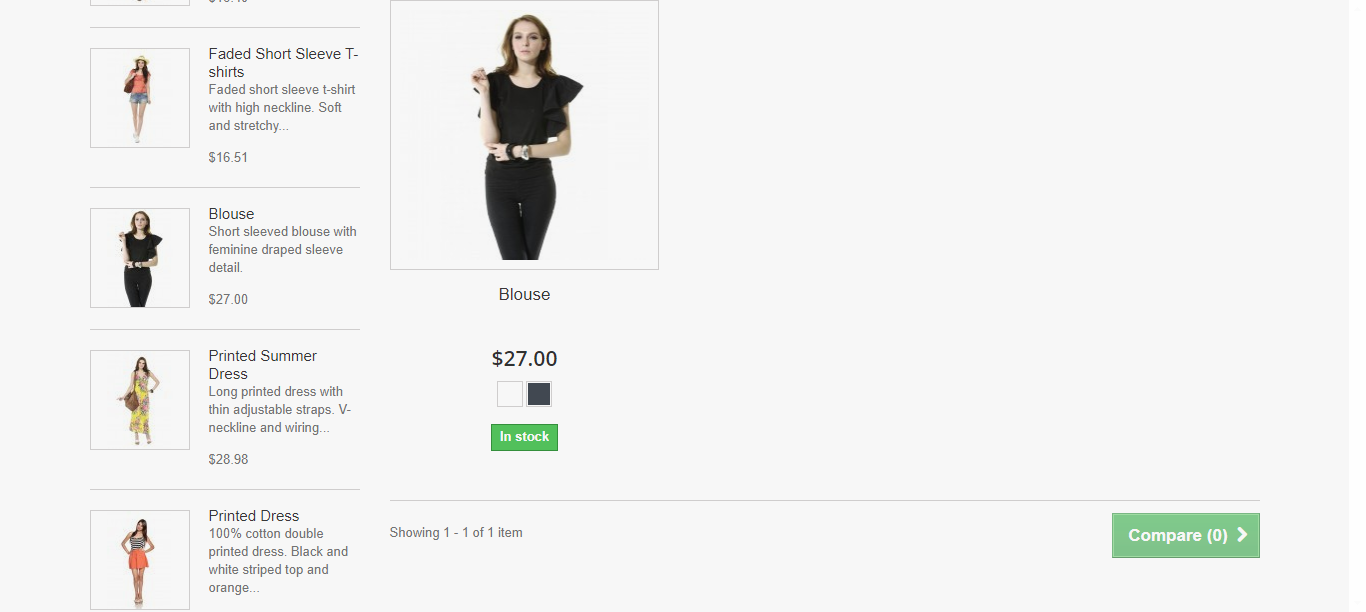 Faded Short Sleeve T-
shirts
Faded short sleeve t-shirt
with high neckline. Soft
and stretchy...
$16.51
Blouse
Short sleeved blouse with
feminine draped sleeve
detail.
$27.00
Printed Summer
Dress
Long printed dress with
thin adjustable straps. V-
neckline and wiring...
$28.98
Printed Dress
100% cotton double
printed dress. Black and
white striped top and
orange...
Blouse
$27.00
In stock
Showing 1 - 1 of 1 item
Compare (0)